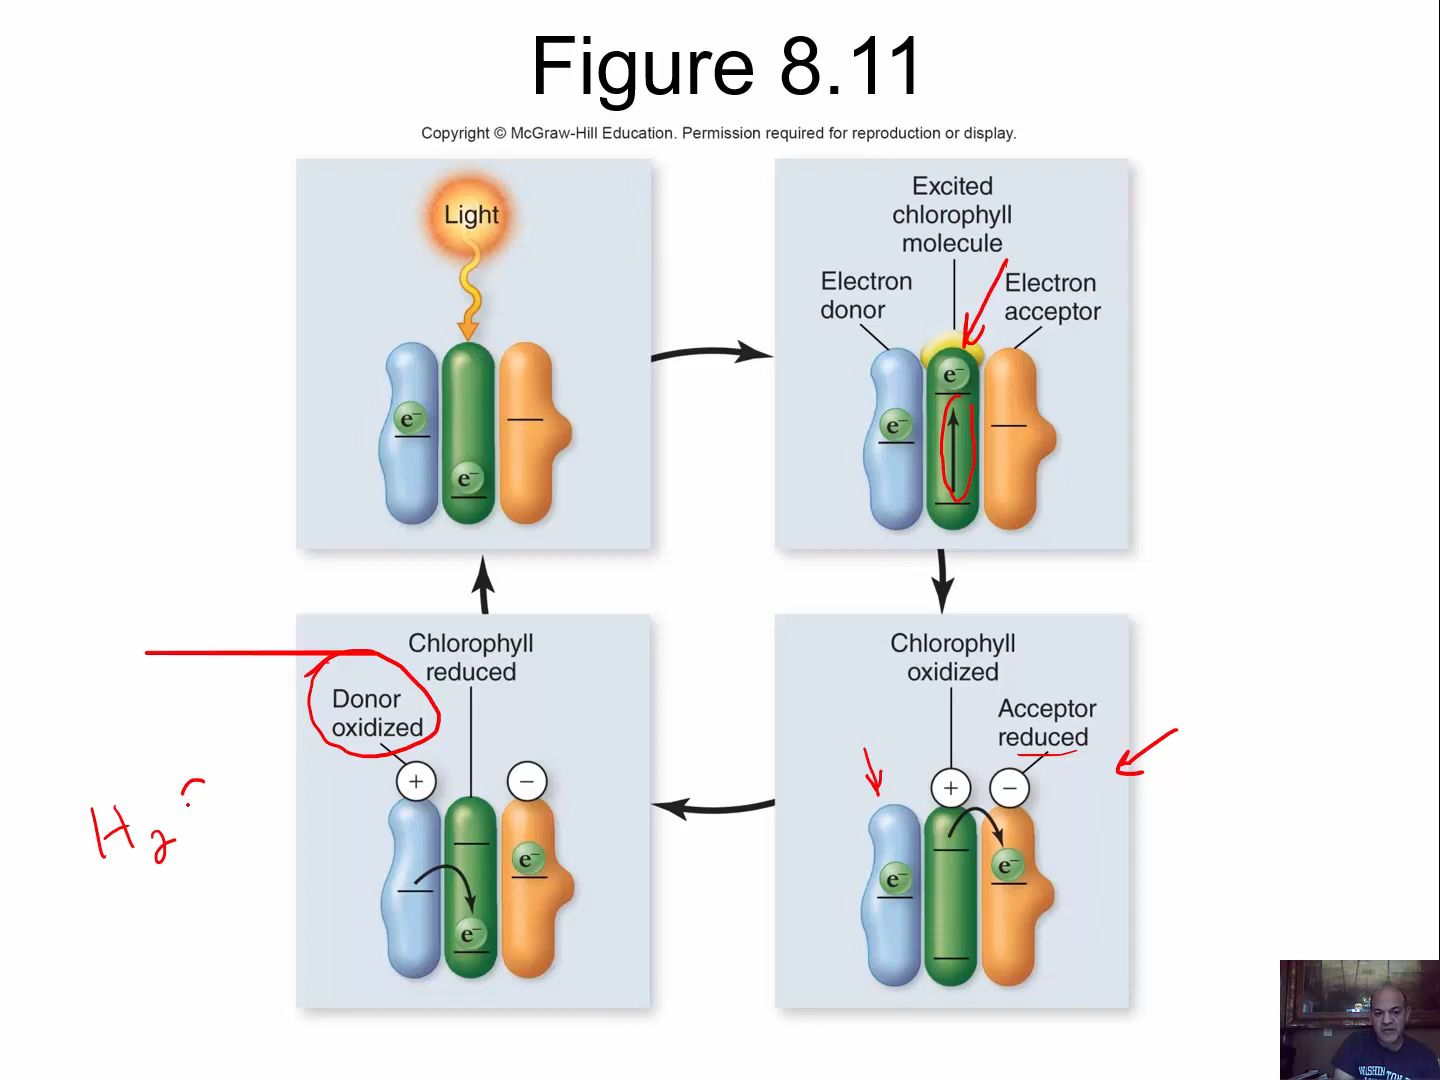 Figure 8.11
Copyright © McGraw-Hill Education. Permission required for reproduction or display.
Light
e⁻
e⁻
Excited
chlorophyll
molecule
Electron
donor
Electron
acceptor
e⁻
e⁻
Chlorophyll
reduced
Donor
oxidized
+
−
e⁻
e⁻
Chlorophyll
oxidized
Acceptor
reduced
+
−
e⁻
e⁻
H₂
WASHINGTON